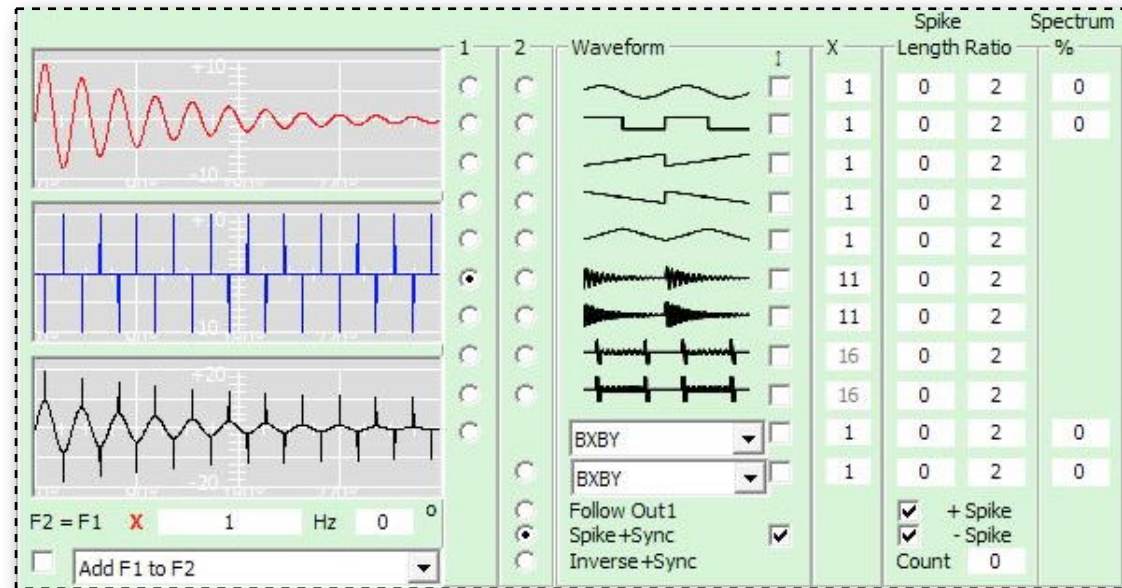 Spike Spectrum
1 2 Waveform ↕ X Length Ratio %
+10
-10
1 0 2 0
1 0 2 0
1 0 2
1 0 2
1 0 2
11 0 2
11 0 2
16 0 2
16 0 2
BXBY 1 0 2 0
BXBY 1 0 2 0
+20
-20
F2 = F1 X 1 Hz 0 o
Follow Out1 + Spike
Spike+Sync - Spike
Inverse+Sync Count 0
Add F1 to F2